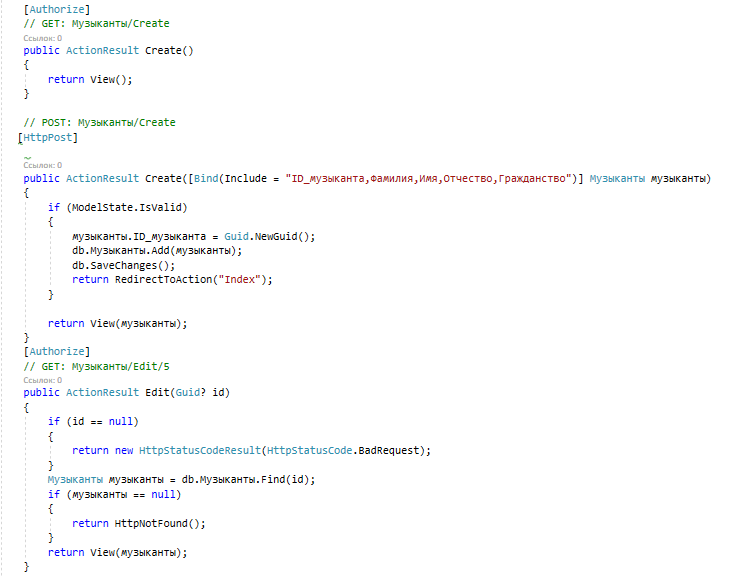 [Authorize]
// GET: Музыканты/Create
Ссылок: 0
public ActionResult Create()
{
return View();
}
// POST: Музыканты/Create
[HttpPost]
Ссылок: 0
public ActionResult Create([Bind(Include = "ID_музыканта,Фамилия,Имя,Отчество,Гражданство")] Музыканты музыканты)
{
if (ModelState.IsValid)
{
музыканты.ID_музыканта = Guid.NewGuid();
db.Музыканты.Add(музыканты);
db.SaveChanges();
return RedirectToAction("Index");
}
return View(музыканты);
}
[Authorize]
// GET: Музыканты/Edit/5
Ссылок: 0
public ActionResult Edit(Guid? id)
{
if (id == null)
{
return new HttpStatusCodeResult(HttpStatusCode.BadRequest);
}
Музыканты музыканты = db.Музыканты.Find(id);
if (музыканты == null)
{
return HttpNotFound();
}
return View(музыканты);
}